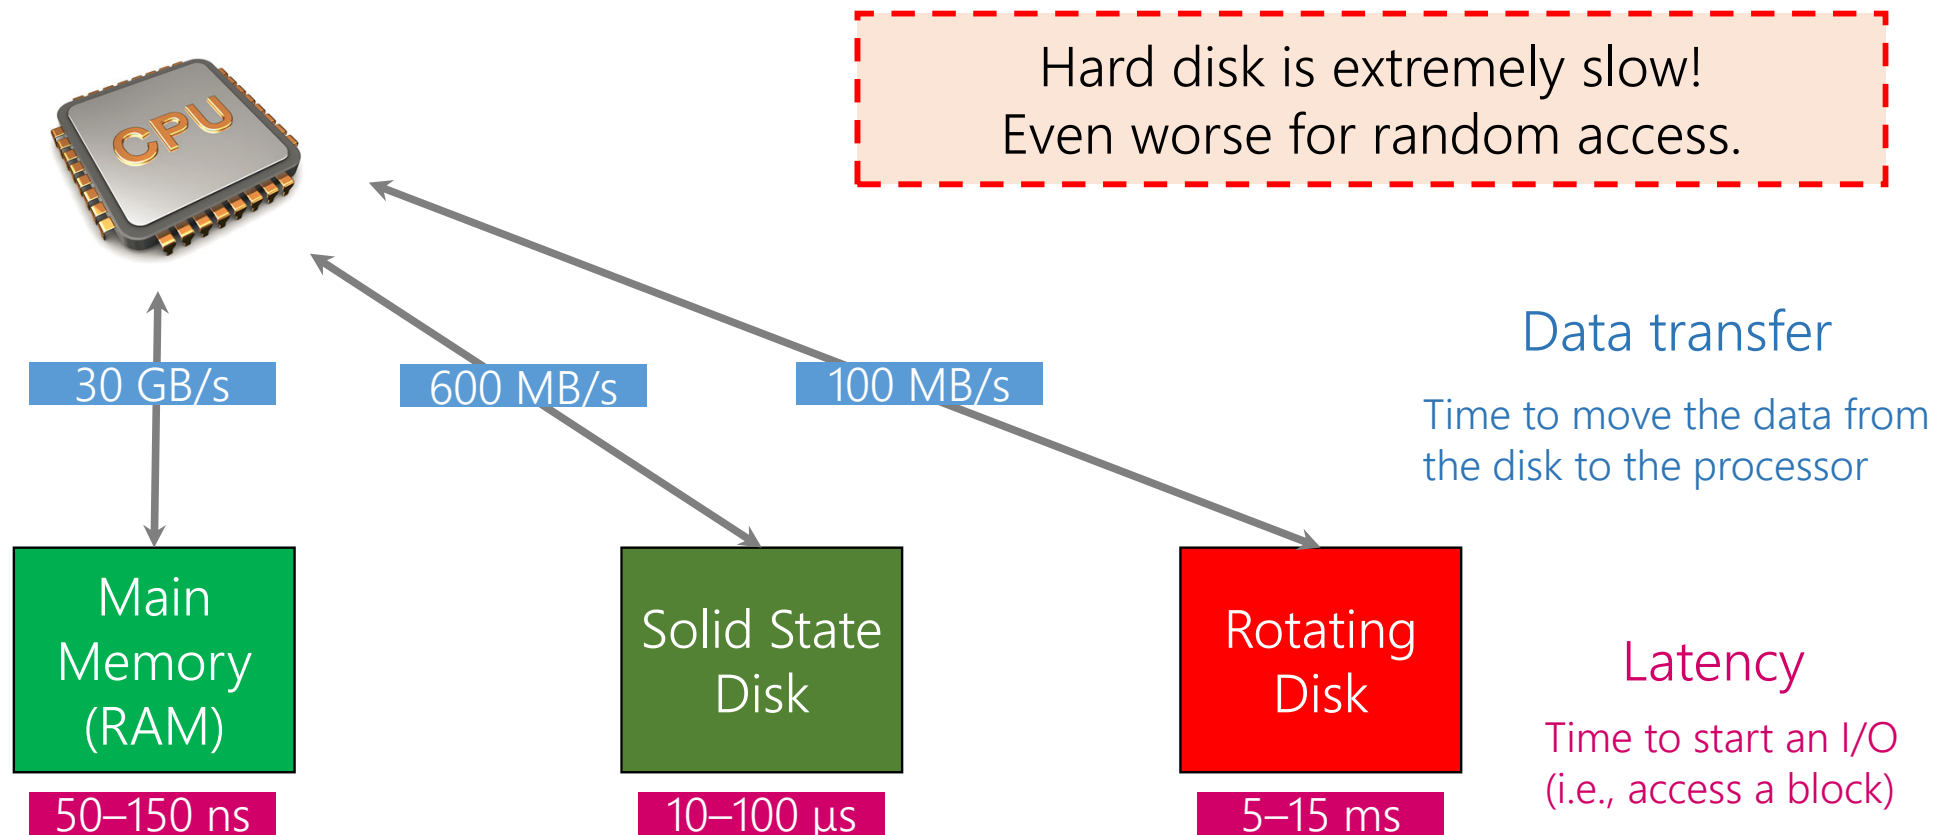 CPU
Hard disk is extremely slow!
Even worse for random access.
30 GB/s
600 MB/s
100 MB/s
Data transfer
Time to move the data from
the disk to the processor
Main
Memory
(RAM)
Solid State
Disk
Rotating
Disk
Latency
Time to start an I/O
(i.e., access a block)
50–150 ns
10–100 μs
5–15 ms